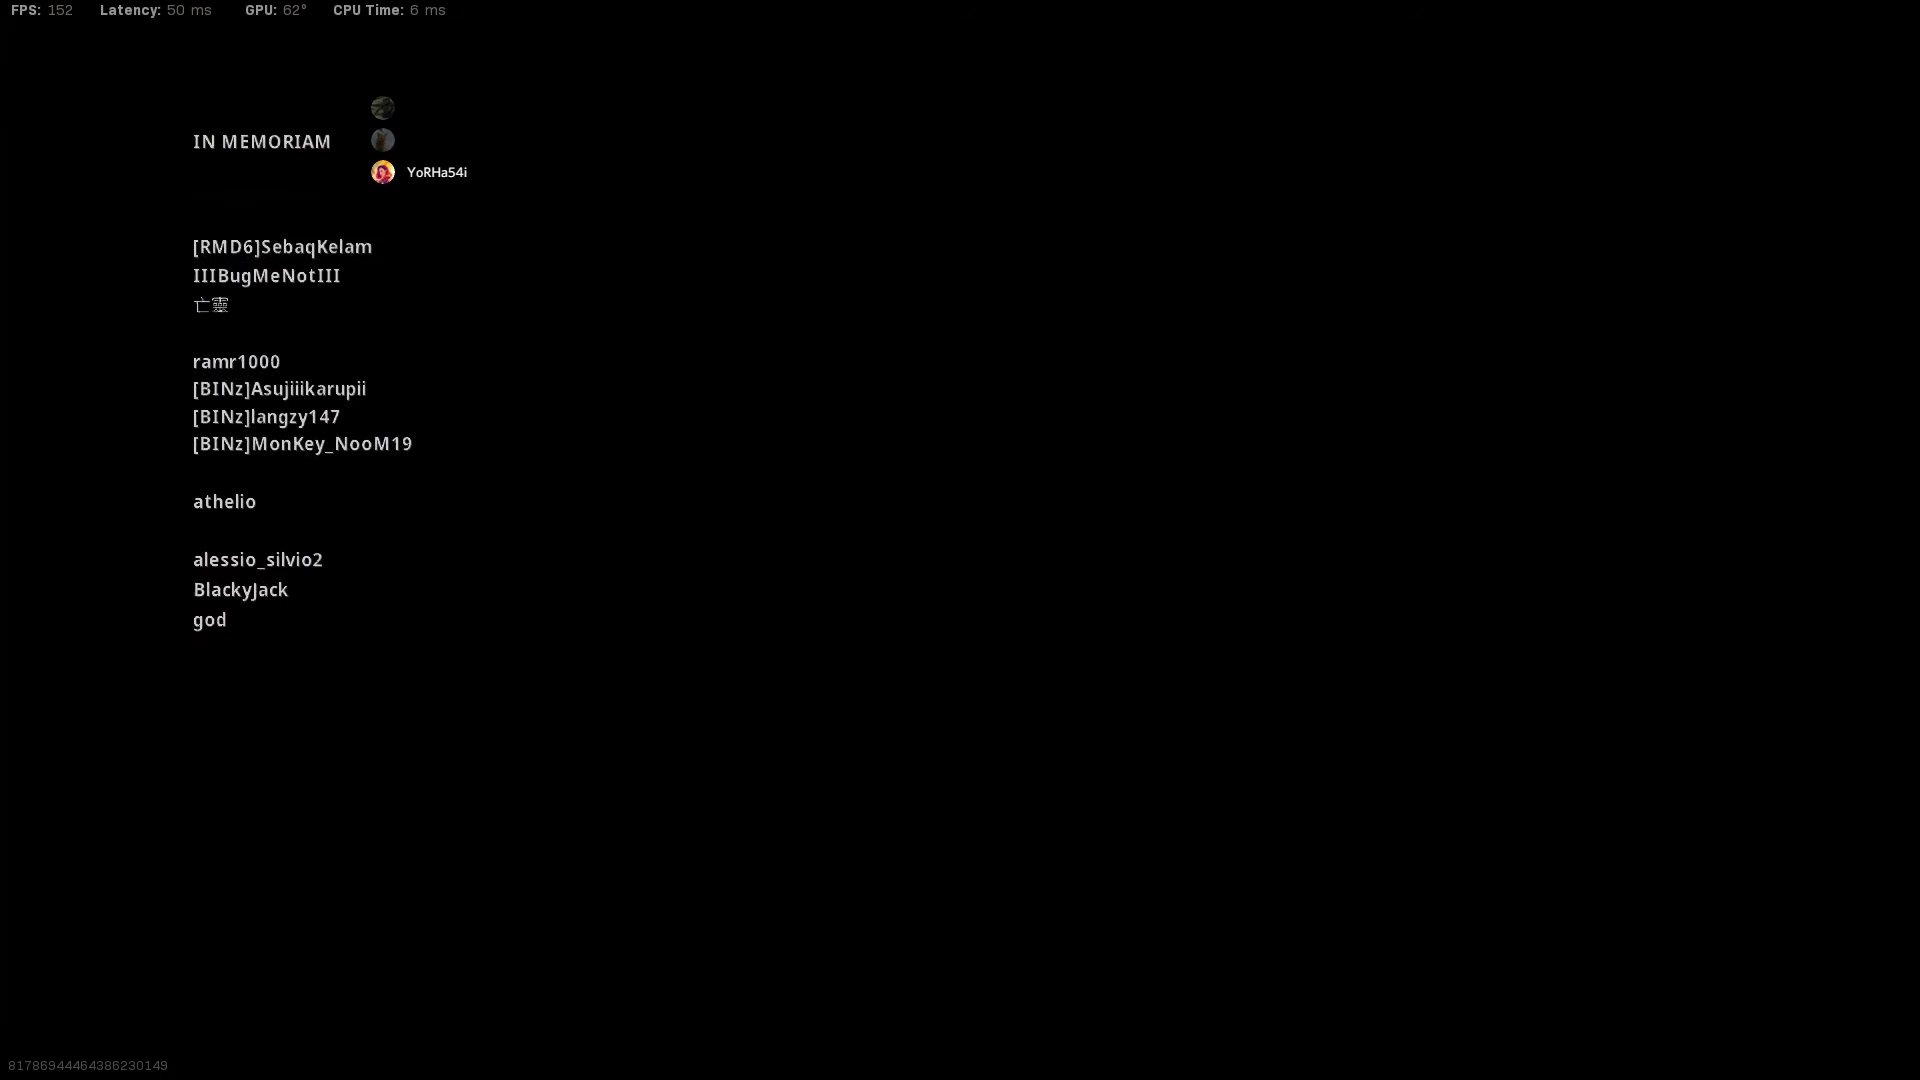 FPS: 152 Latency: 50 ms GPU: 62° CPU Time: 6 ms
IN MEMORIAM
YoRHa54i
[RMD6]SebaqKelam
IIIBugMeNotIII
亡靈
ramr1000
[BINz]Asujiiikarupii
[BINz]langzy147
[BINz]MonKey_NooM19
athelio
alessio_silvio2
BlackyJack
god
81786944464386230149